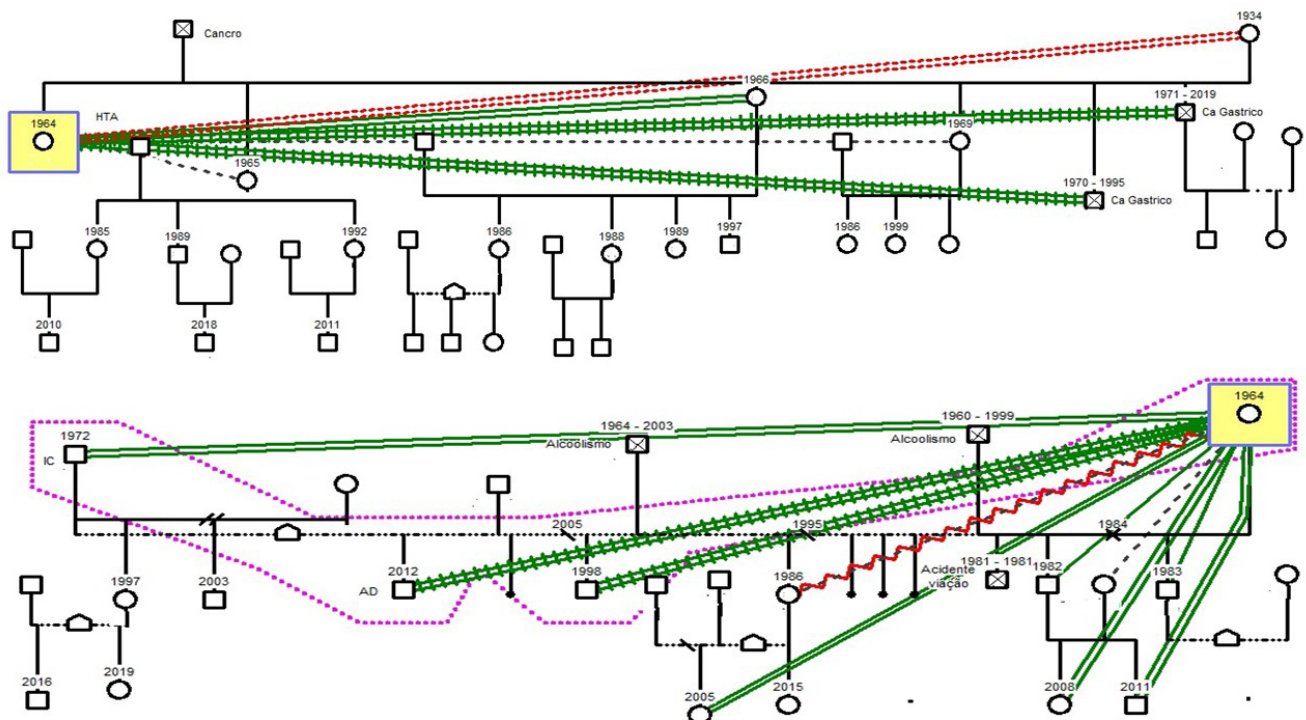 Cancro
1934
1966
1964
HTA
1971 - 2019
Ca Gastrico
1969
1965
1970 - 1995
Ca Gastrico
1985
1989
1992
1986
1988
1989
1997
1986
1999
2010
2018
2011
1964
1972
IC
1964 - 2003
Alcoolismo
1960 - 1999
Alcoolismo
2005
1995
1984
2012
AD
1998
1986
Acidente
viação
1981 - 1981
1982
1983
1997
2003
2016
2019
2005
2015
2008
2011